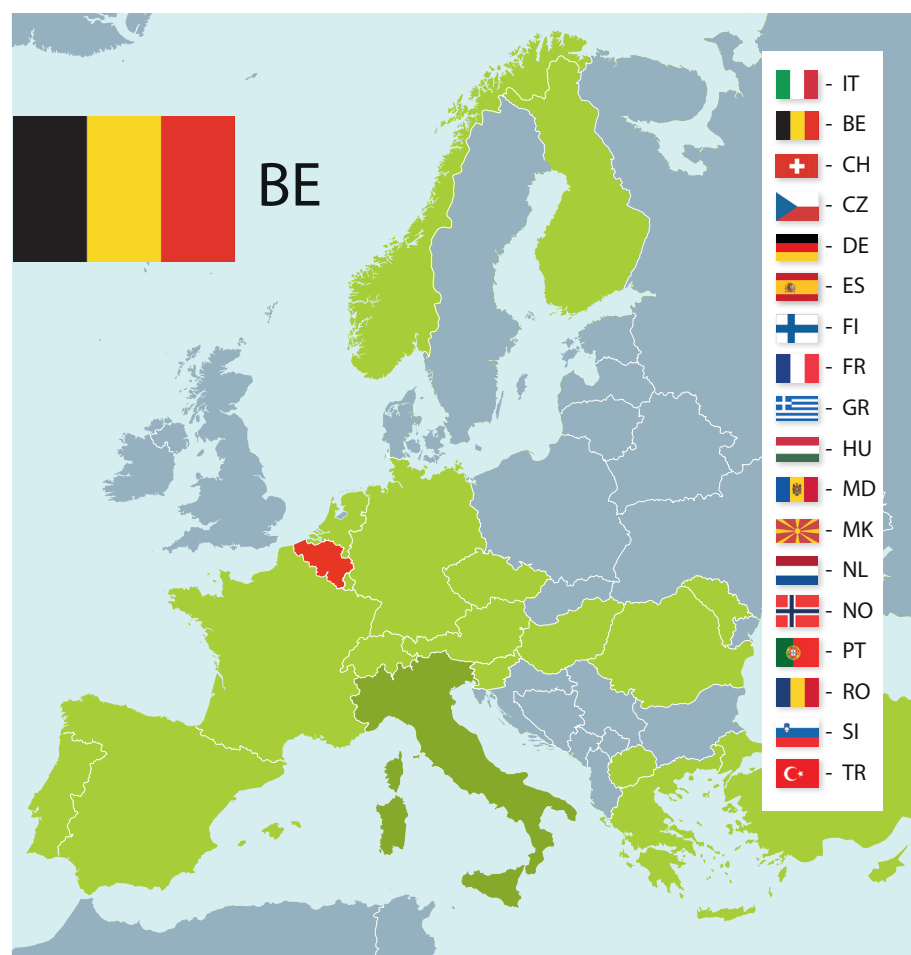 BE
- IT
- BE
- CH
- CZ
- DE
- ES
- FI
- FR
- GR
- HU
- MD
- MK
- NL
- NO
- PT
- RO
- SI
- TR